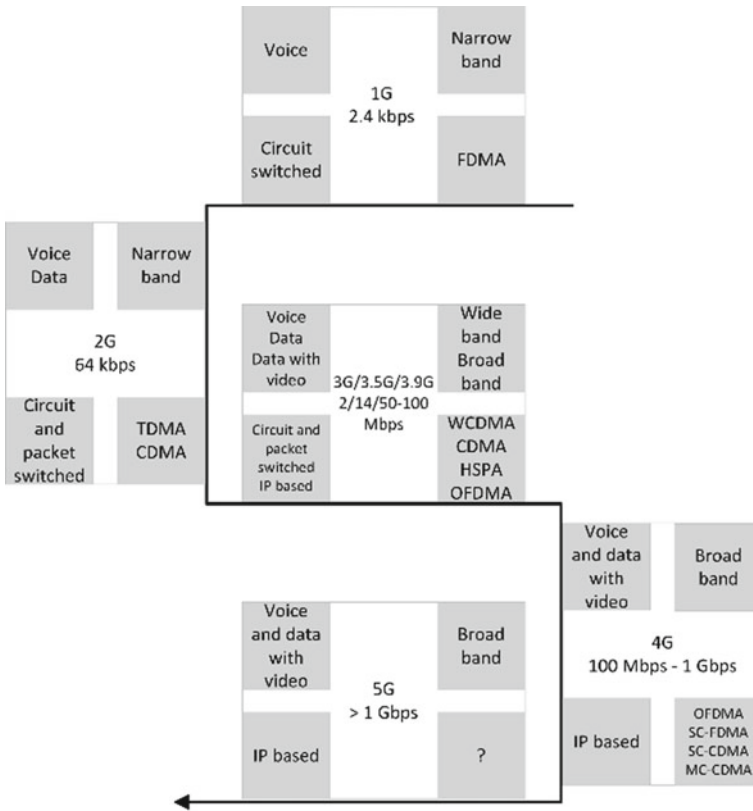 Voice
Narrow
band
1G
2.4 kbps
Circuit
switched
FDMA
Voice
Data
Narrow
band
2G
64 kbps
Circuit
and
packet
switched
TDMA
CDMA
Voice
Data
Data with
video
Wide
band
Broad
band
3G/3.5G/3.9G
2/14/50-100
Mbps
Circuit and
packet
switched
IP based
WCDMA
CDMA
HSPA
OFDMA
Voice
and data
with
video
Broad
band
4G
100 Mbps - 1 Gbps
IP based
OFDMA
SC-FDMA
SC-CDMA
MC-CDMA
Voice
and data
with
video
Broad
band
5G
> 1 Gbps
IP based
?